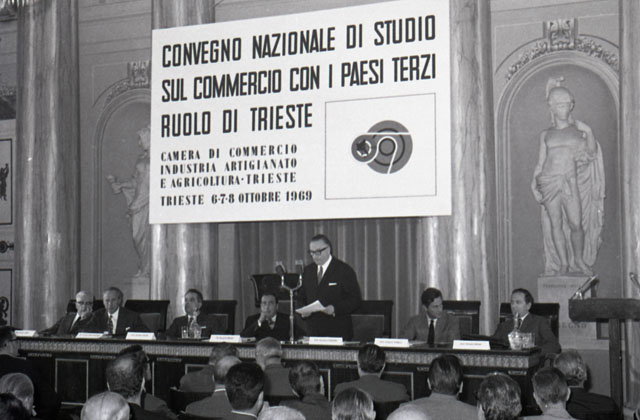 CONVEGNO NAZIONALE DI STUDIO
SUL COMMERCIO CON I PAESI TERZI
RUOLO DI TRIESTE
CAMERA DI COMMERCIO
INDUSTRIA ARTIGIANATO
E AGRICOLTURA - TRIESTE
TRIESTE 6-7-8 OTTOBRE 1969